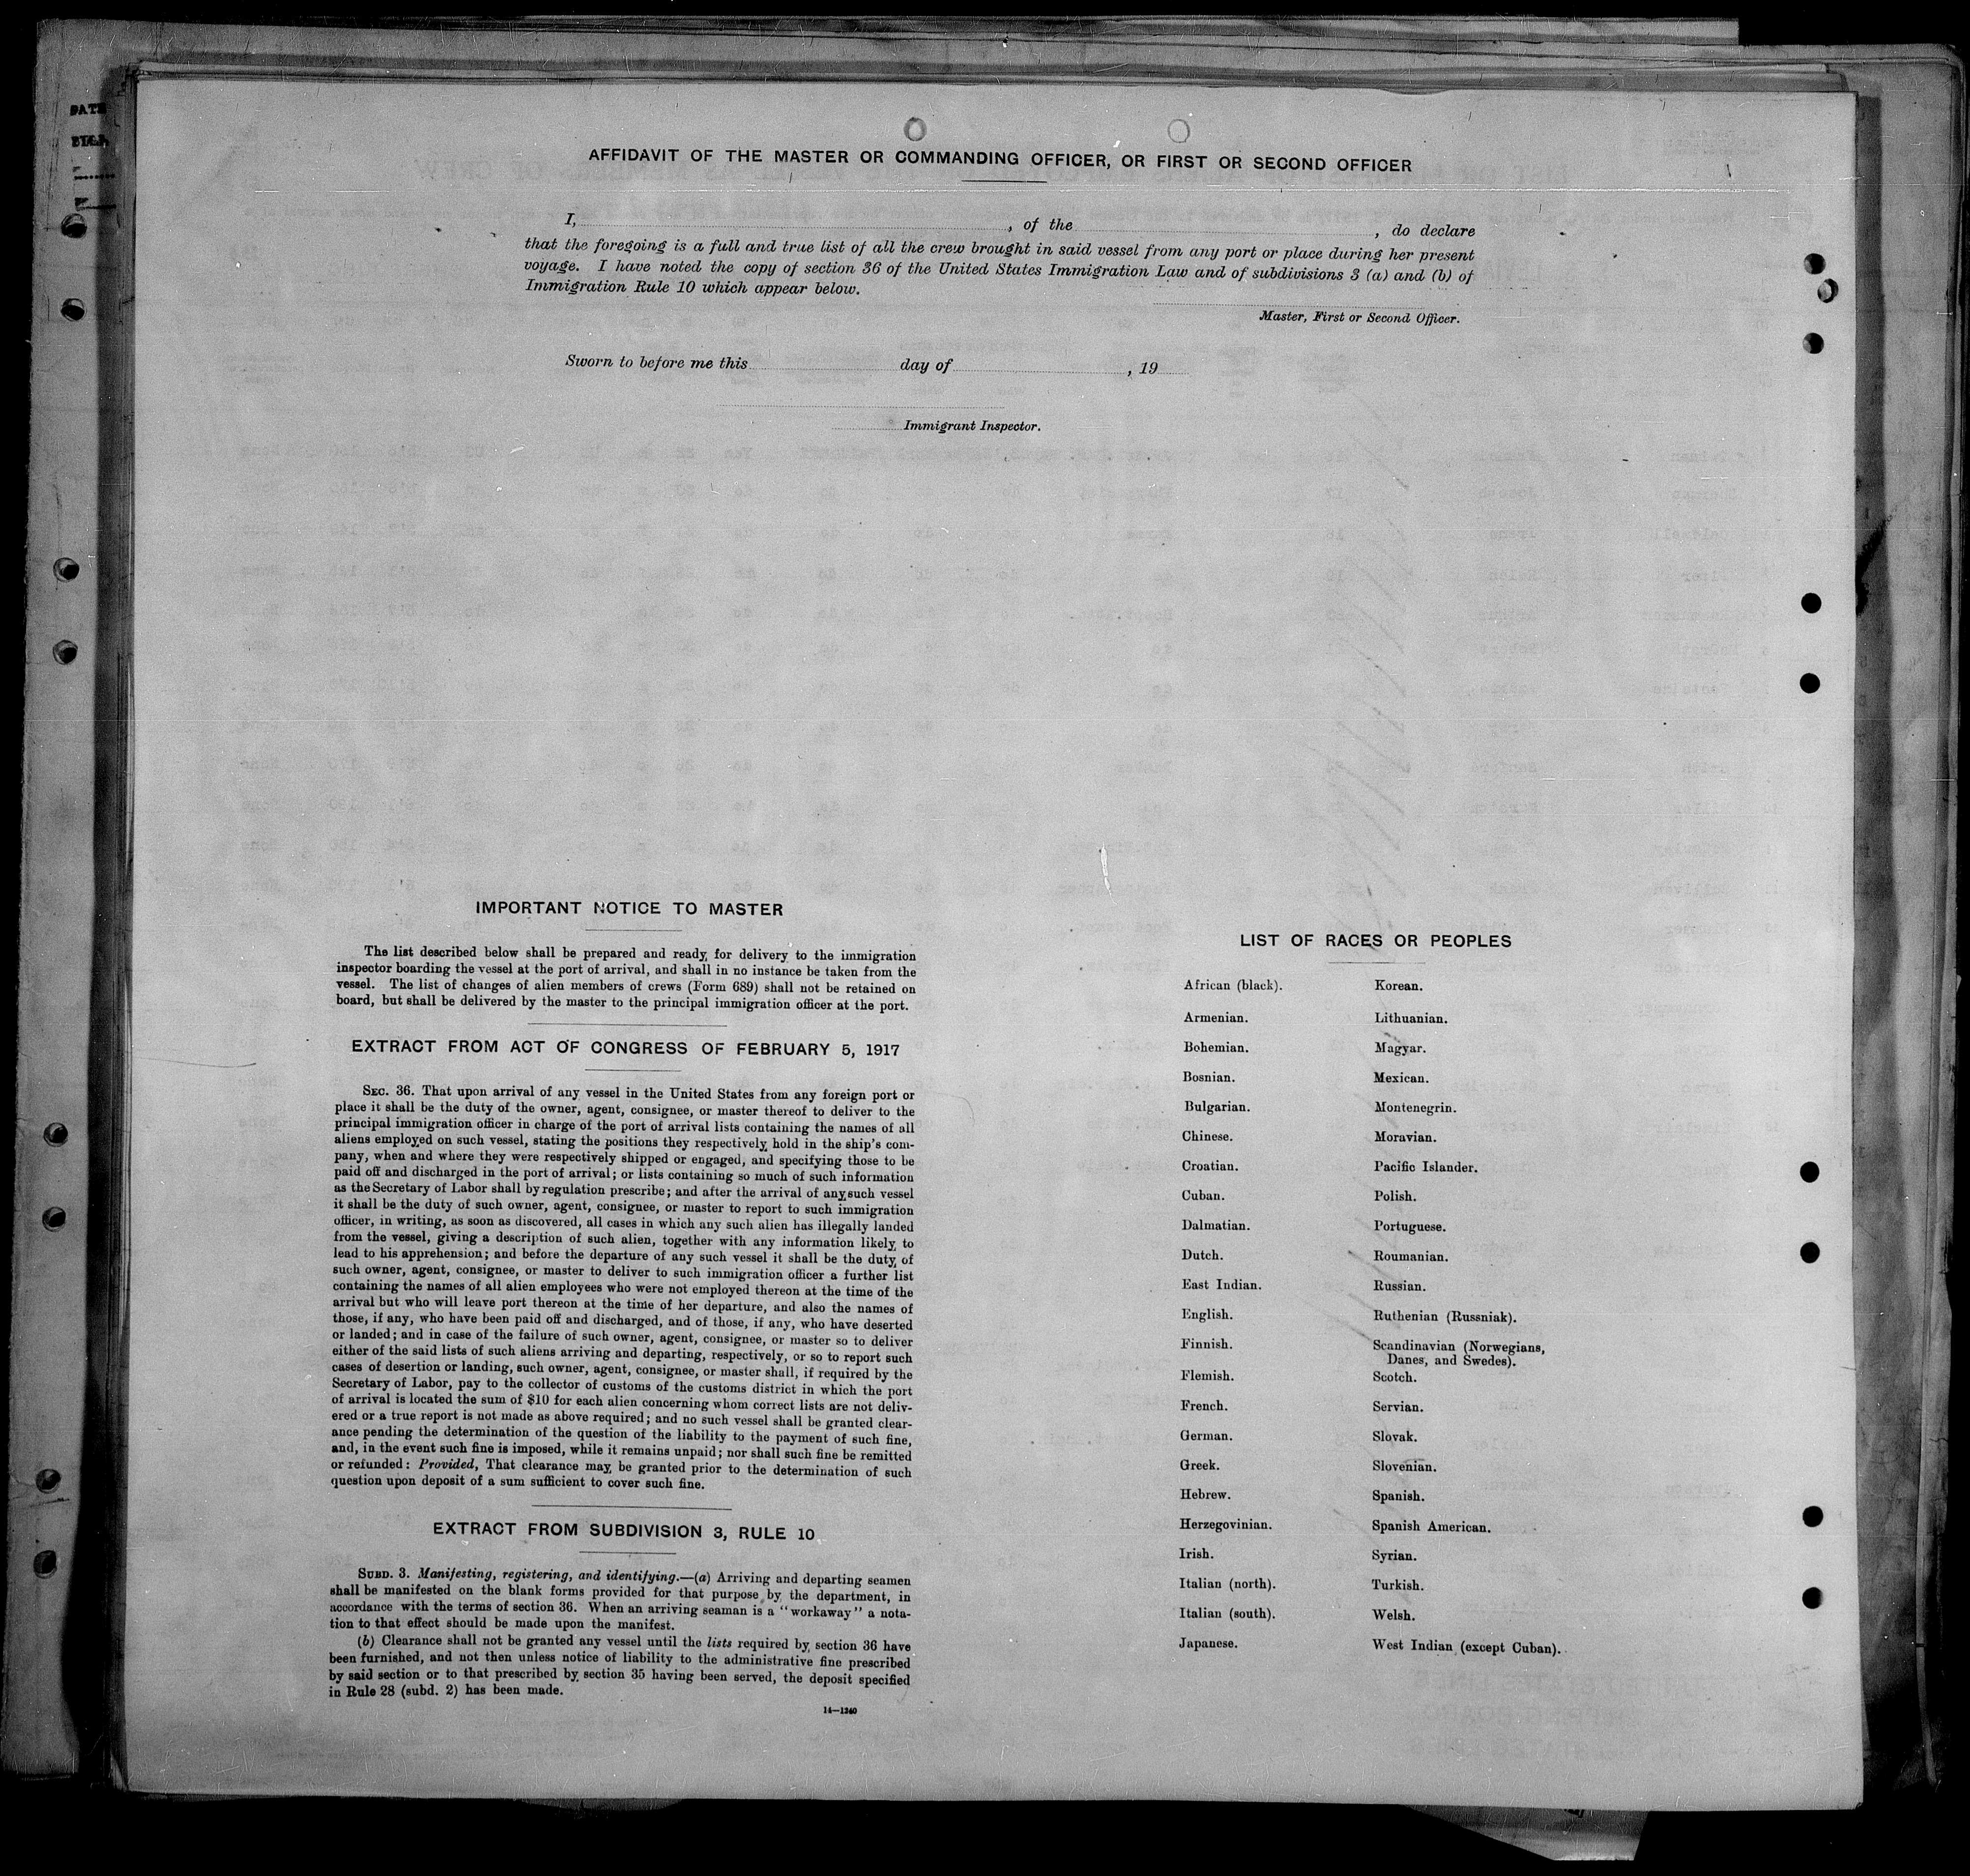 DATE
AFFIDAVIT OF THE MASTER OR COMMANDING OFFICER, OR FIRST OR SECOND OFFICER
I, , of the , do declare
that the foregoing is a full and true list of all the crew brought in said vessel from any port or place during her present
voyage. I have noted the copy of section 36 of the United States Immigration Law and of subdivisions 3 (a) and (b) of
Immigration Rule 10 which appear below.
Master, First or Second Officer.
Sworn to before me this day of , 19
Immigrant Inspector.
IMPORTANT NOTICE TO MASTER
The list described below shall be prepared and ready for delivery to the immigration
inspector boarding the vessel at the port of arrival, and shall in no instance be taken from the
vessel. The list of changes of alien members of crews (Form 689) shall not be retained on
board, but shall be delivered by the master to the principal immigration officer at the port.
EXTRACT FROM ACT OF CONGRESS OF FEBRUARY 5, 1917
SEC. 36. That upon arrival of any vessel in the United States from any foreign port or
place it shall be the duty of the owner, agent, consignee, or master thereof to deliver to the
principal immigration officer in charge of the port of arrival lists containing the names of all
aliens employed on such vessel, stating the positions they respectively hold in the ship's com-
pany, when and where they were respectively shipped or engaged, and specifying those to be
paid off and discharged in the port of arrival; or lists containing so much of such information
as the Secretary of Labor shall by regulation prescribe; and after the arrival of any such vessel
it shall be the duty of such owner, agent, consignee, or master to report to such immigration
officer, in writing, as soon as discovered, all cases in which any such alien has illegally landed
from the vessel, giving a description of such alien, together with any information likely to
lead to his apprehension; and before the departure of any such vessel it shall be the duty of
such owner, agent, consignee, or master to deliver to such immigration officer a further list
containing the names of all alien employees who were not employed thereon at the time of the
arrival but who will leave port thereon at the time of her departure, and also the names of
those, if any, who have been paid off and discharged, and of those, if any, who have deserted
or landed; and in case of the failure of such owner, agent, consignee, or master so to deliver
either of the said lists of such aliens arriving and departing, respectively, or so to report such
cases of desertion or landing, such owner, agent, consignee, or master shall, if required by the
Secretary of Labor, pay to the collector of customs of the customs district in which the port
of arrival is located the sum of $10 for each alien concerning whom correct lists are not deliv-
ered or a true report is not made as above required; and no such vessel shall be granted clear-
ance pending the determination of the question of the liability to the payment of such fine,
and, in the event such fine is imposed, while it remains unpaid; nor shall such fine be remitted
or refunded: Provided, That clearance may be granted prior to the determination of such
question upon deposit of a sum sufficient to cover such fine.
EXTRACT FROM SUBDIVISION 3, RULE 10
SUBD. 3. Manifesting, registering, and identifying.—(a) Arriving and departing seamen
shall be manifested on the blank forms provided for that purpose by the department, in
accordance with the terms of section 36. When an arriving seaman is a "workaway" a nota-
tion to that effect should be made upon the manifest.
(b) Clearance shall not be granted any vessel until the lists required by section 36 have
been furnished, and not then unless notice of liability to the administrative fine prescribed
by said section or to that prescribed by section 35 having been served, the deposit specified
in Rule 28 (subd. 2) has been made.
14—1240
LIST OF RACES OR PEOPLES
African (black).
Armenian.
Bohemian.
Bosnian.
Bulgarian.
Chinese.
Croatian.
Cuban.
Dalmatian.
Dutch.
East Indian.
English.
Finnish.
Flemish.
French.
German.
Greek.
Hebrew.
Herzegovinian.
Irish.
Italian (north).
Italian (south).
Japanese.
Korean.
Lithuanian.
Magyar.
Mexican.
Montenegrin.
Moravian.
Pacific Islander.
Polish.
Portuguese.
Roumanian.
Russian.
Ruthenian (Russniak).
Scandinavian (Norwegians,
Danes, and Swedes).
Scotch.
Servian.
Slovak.
Slovenian.
Spanish.
Spanish American.
Syrian.
Turkish.
Welsh.
West Indian (except Cuban).